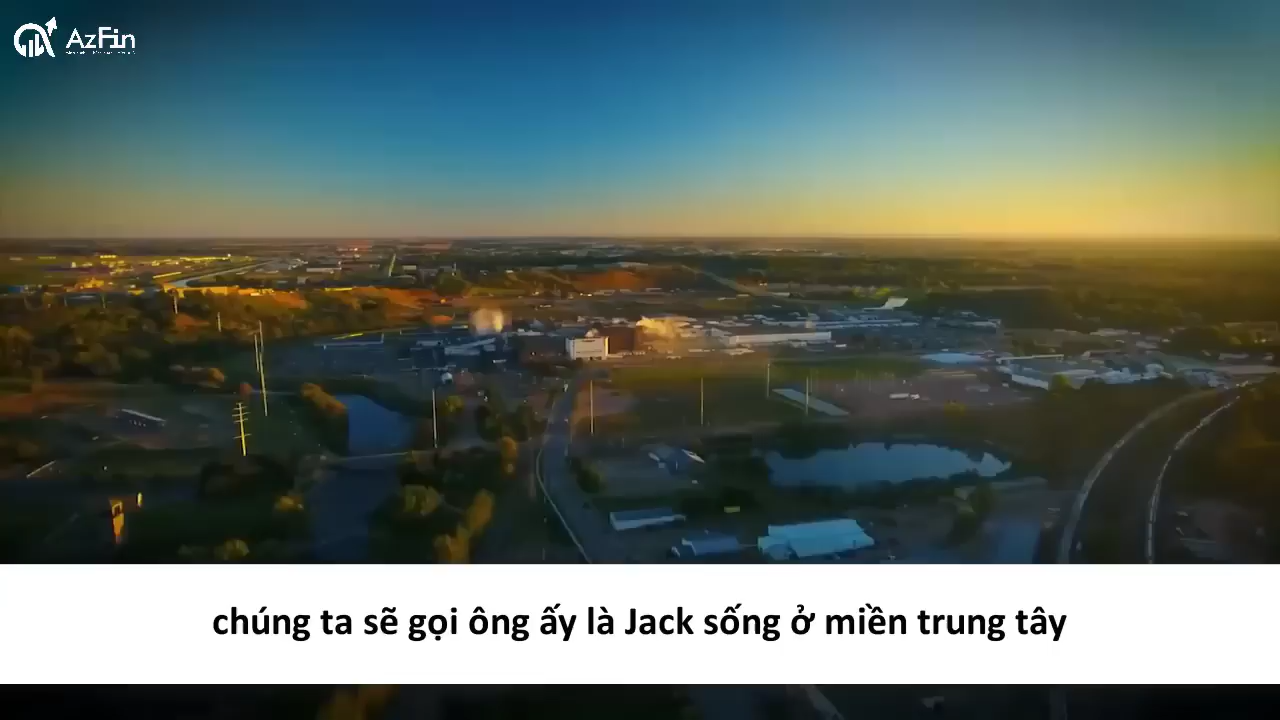 AzFin
chúng ta sẽ gọi ông ấy là Jack sống ở miền trung tây